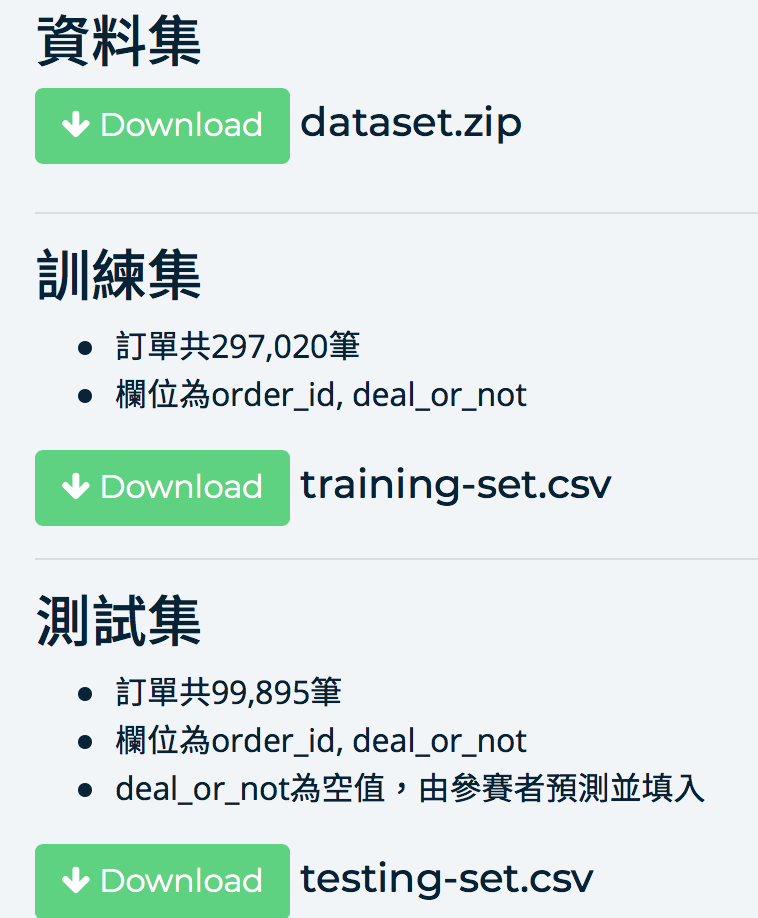 資料集
Download dataset.zip
訓練集
訂單共297,020筆
欄位為order_id, deal_or_not
Download training-set.csv
測試集
訂單共99,895筆
欄位為order_id, deal_or_not
deal_or_not為空值，由參賽者預測並填入
Download testing-set.csv